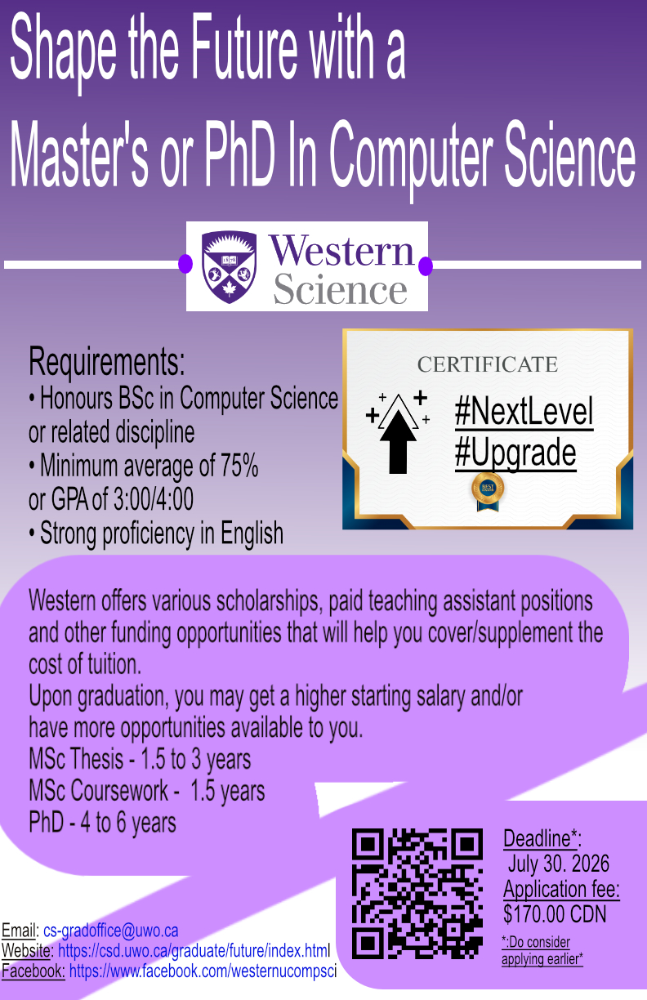 Shape the Future with a
Master's or PhD In Computer Science
Western
Science
Requirements:
• Honours BSc in Computer Science
or related discipline
• Minimum average of 75%
or GPA of 3:00/4:00
• Strong proficiency in English
CERTIFICATE
#NextLevel
#Upgrade
BEST
Western offers various scholarships, paid teaching assistant positions
and other funding opportunities that will help you cover/supplement the
cost of tuition.
Upon graduation, you may get a higher starting salary and/or
have more opportunities available to you.
MSc Thesis - 1.5 to 3 years
MSc Coursework -  1.5 years
PhD - 4 to 6 years
Deadline*:
July 30. 2026
Application fee:
$170.00 CDN
*:Do consider
applying earlier*
Email: cs-gradoffice@uwo.ca
Website: https://csd.uwo.ca/graduate/future/index.html
Facebook: https://www.facebook.com/westernucompsci